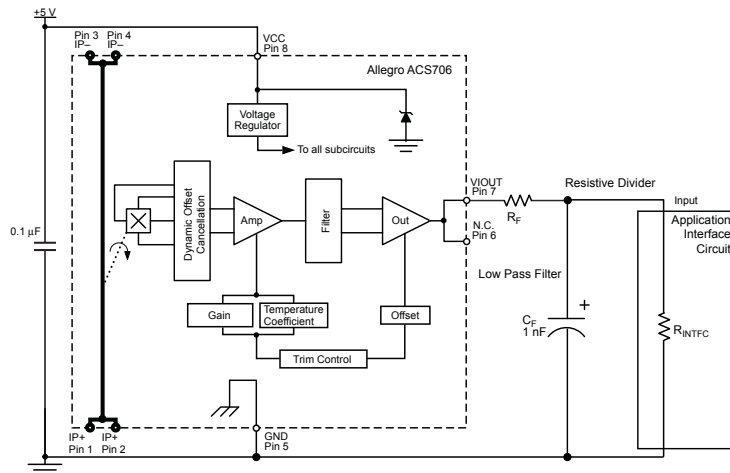 +5 V
Pin 3 Pin 4
IP– IP–
VCC
Pin 8
Allegro ACS706
Voltage
Regulator
To all subcircuits
0.1 µF
Dynamic Offset
Cancellation
Amp
Filter
Out
VIOUT
Pin 7
N.C.
Pin 6
RF
Resistive Divider
Input
Application
Interface
Circuit
Low Pass Filter
Gain
Temperature
Coefficient
Offset
Trim Control
CF
1 nF
+
RINTFC
IP+ IP+
Pin 1 Pin 2
GND
Pin 5